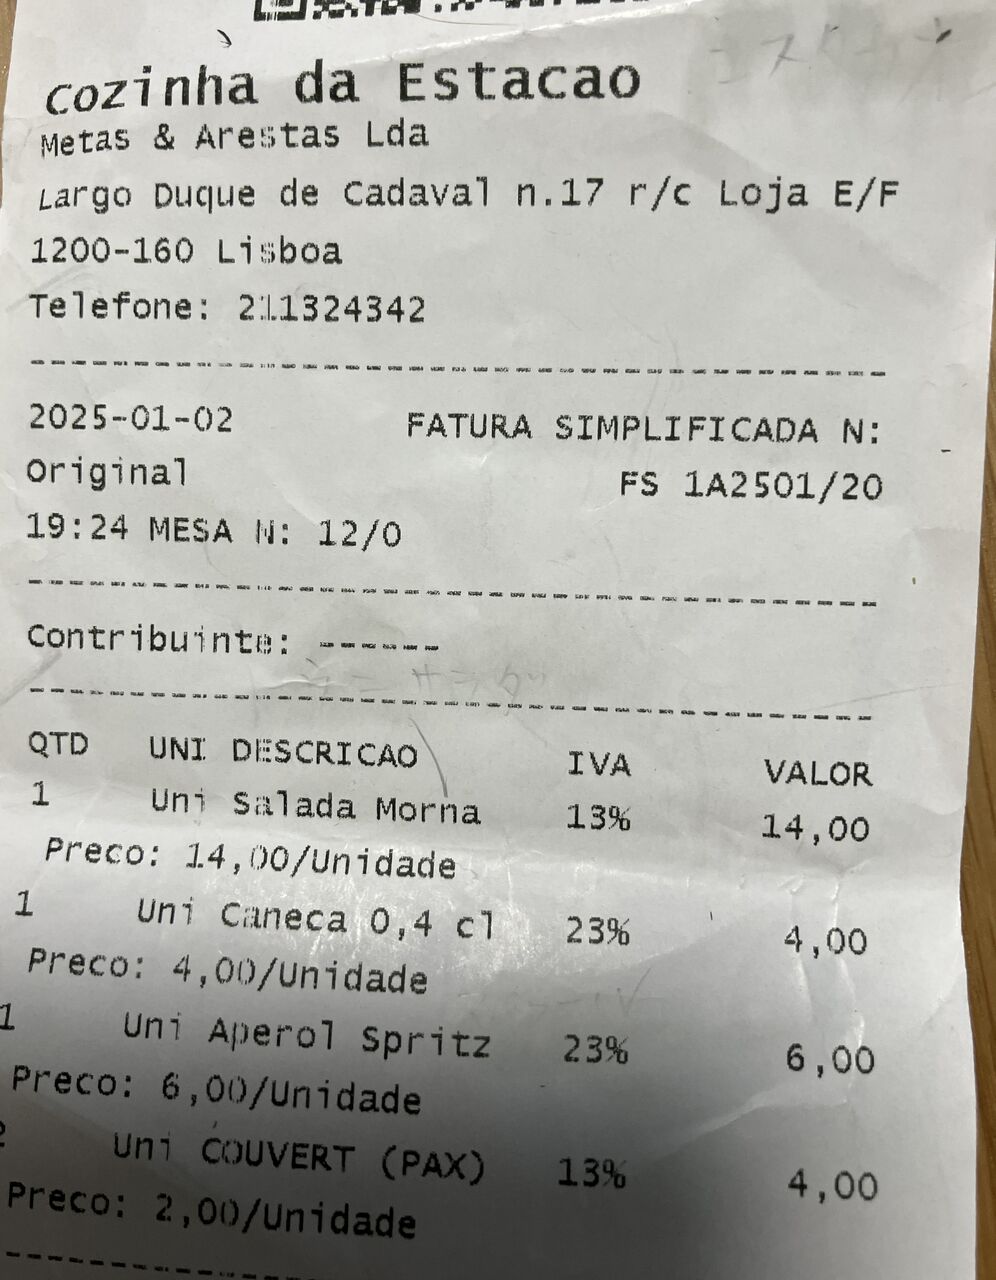 Cozinha da Estacao
Metas & Arestas Lda
Largo Duque de Cadaval n.17 r/c Loja E/F
1200-160 Lisboa
Telefone: 211324342
2025-01-02 FATURA SIMPLIFICADA N:
Original FS 1A2501/20
19:24 MESA N: 12/0
Contribuinte: ------
サラダ
QTD UNI DESCRICAO IVA VALOR
1 Uni Salada Morna 13% 14,00
Preco: 14,00/Unidade
1 Uni Caneca 0,4 cl 23% 4,00
Preco: 4,00/Unidade
1 Uni Aperol Spritz 23% 6,00
Preco: 6,00/Unidade
2 Uni COUVERT (PAX) 13% 4,00
Preco: 2,00/Unidade